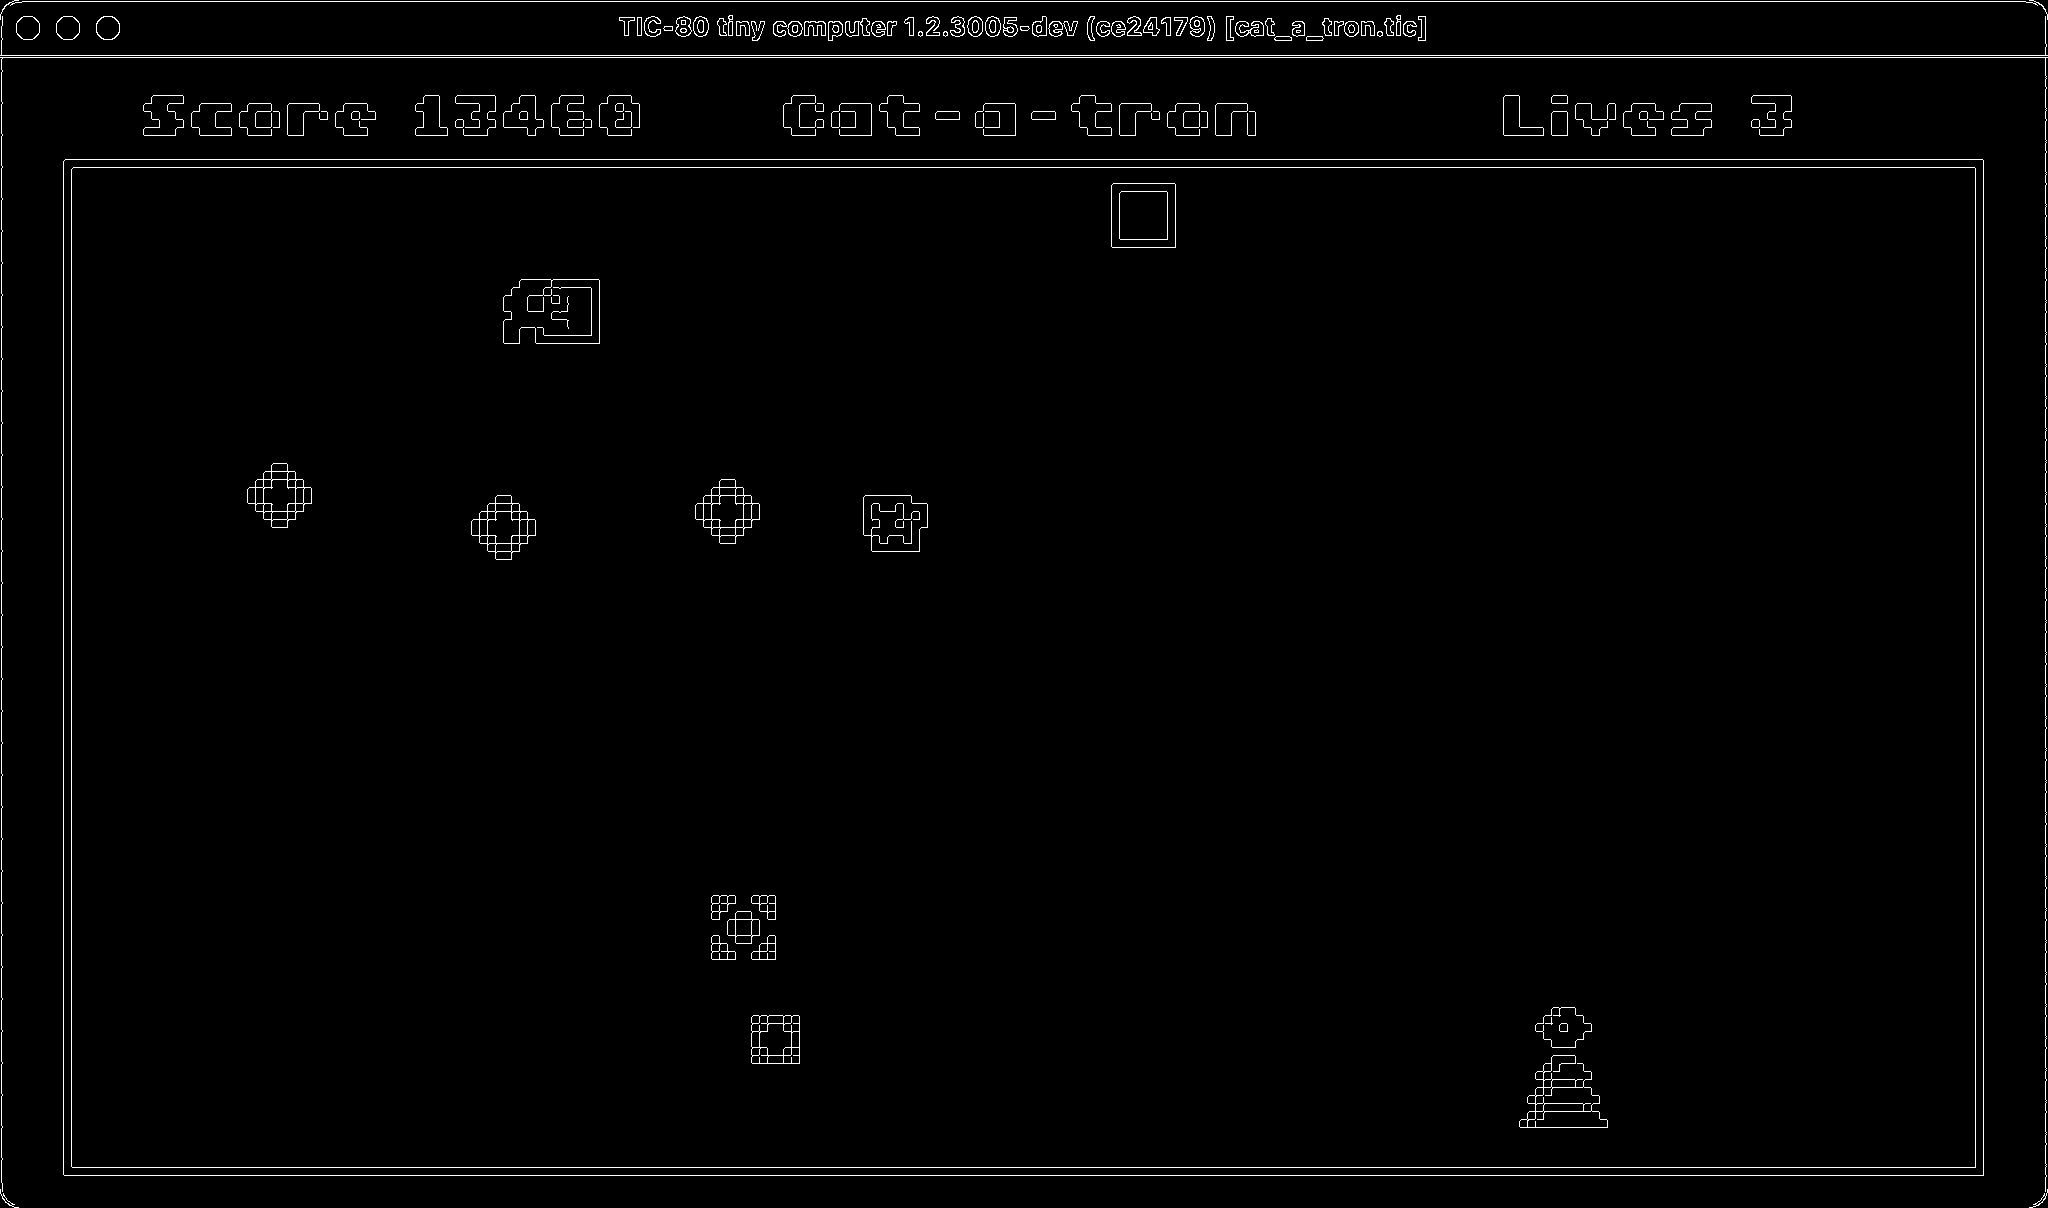 TIC-80 tiny computer 1.2.3005-dev (ce24179) [cat_a_tron.tic]
Score 13460 Cat-a-tron Lives 3